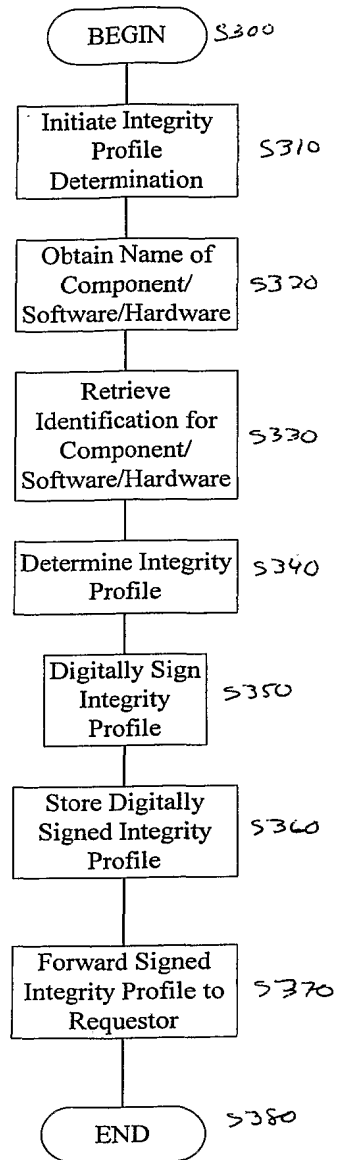 BEGIN S300
Initiate Integrity
Profile
Determination
S310
Obtain Name of
Component/
Software/Hardware
S320
Retrieve
Identification for
Component/
Software/Hardware
S330
Determine Integrity
Profile
S340
Digitally Sign
Integrity
Profile
S350
Store Digitally
Signed Integrity
Profile
S360
Forward Signed
Integrity Profile to
Requestor
S370
END S380